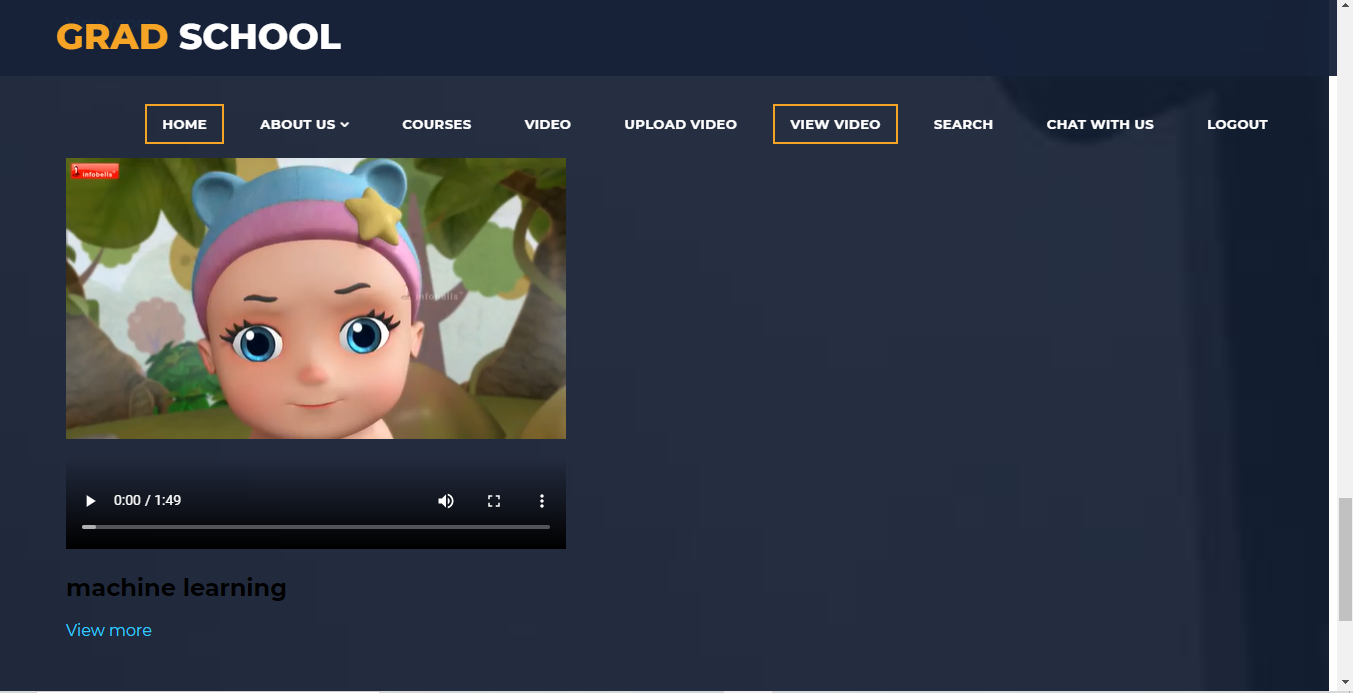 GRAD SCHOOL
HOME ABOUT US COURSES VIDEO UPLOAD VIDEO VIEW VIDEO SEARCH CHAT WITH US LOGOUT
infobells
infobells
0:00 / 1:49
machine learning
View more